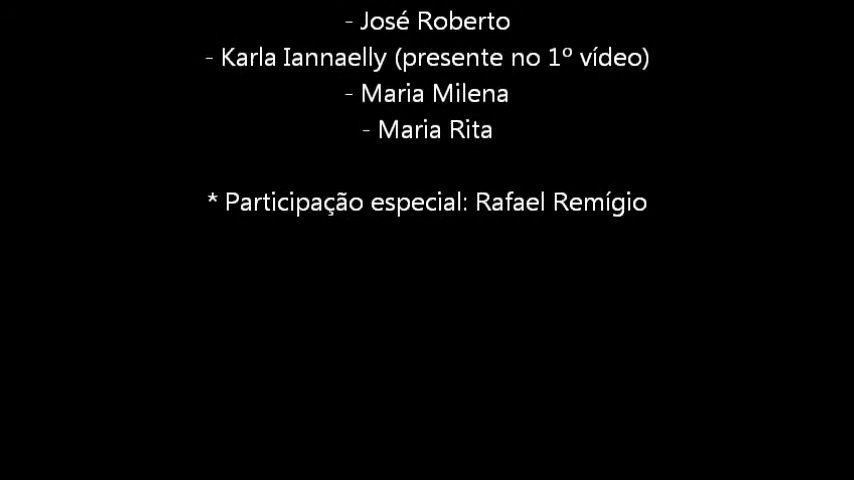 - José Roberto
- Karla Iannaelly (presente no 1º vídeo)
- Maria Milena
- Maria Rita
* Participação especial: Rafael Remígio